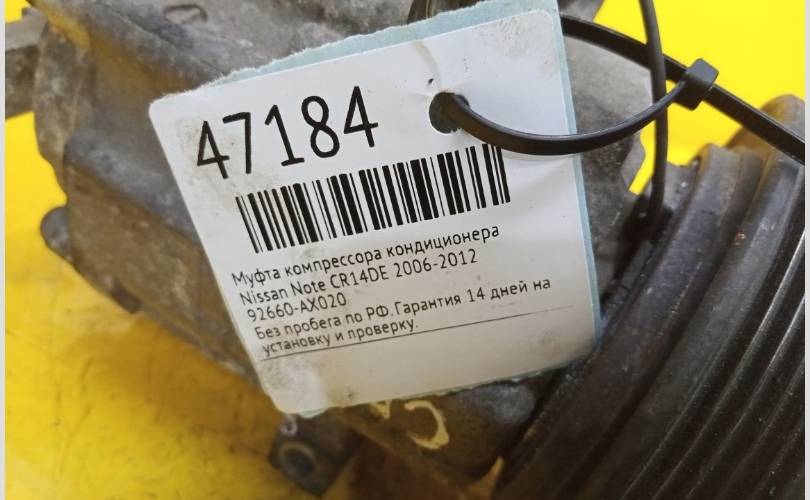 47184
Муфта компрессора кондиционера
Nissan Note CR14DE 2006-2012
92660-AX020
Без пробега по РФ.Гарантия 14 дней на
установку и проверку.